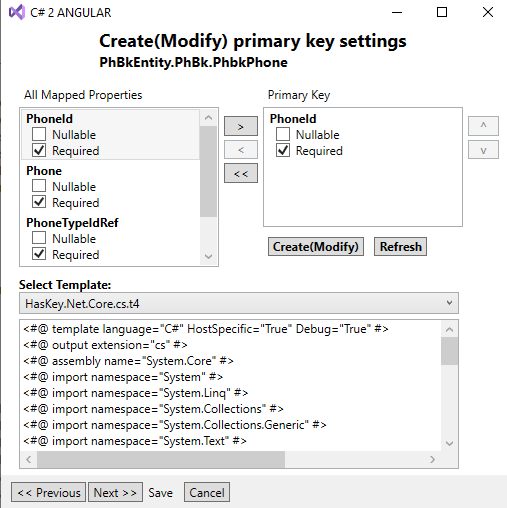 C# 2 ANGULAR
Create(Modify) primary key settings
PhBkEntity.PhBk.PhbkPhone
All Mapped Properties
PhoneId
Nullable
Required
Phone
Nullable
Required
PhoneTypeIdRef
Nullable
Required
>
<
<<
Primary Key
PhoneId
Nullable
Required
^
v
Create(Modify)
Refresh
Select Template:
HasKey.Net.Core.cs.t4
<#@ template language="C#" HostSpecific="True" Debug="True" #>
<#@ output extension="cs" #>
<#@ assembly name="System.Core" #>
<#@ import namespace="System" #>
<#@ import namespace="System.Linq" #>
<#@ import namespace="System.Collections" #>
<#@ import namespace="System.Collections.Generic" #>
<#@ import namespace="System.Text" #>
<< Previous
Next >>
Save
Cancel